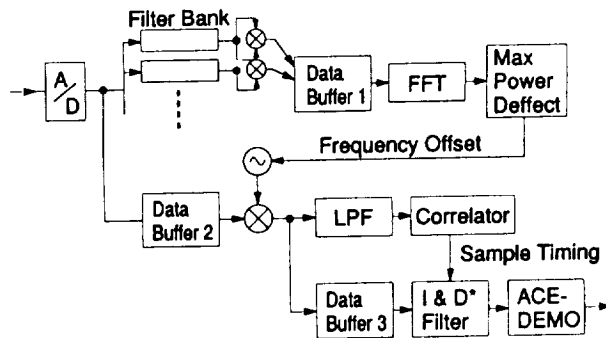 Filter Bank
A/D
Data
Buffer 1
FFT
Max
Power
Deffect
Frequency Offset
Data
Buffer 2
LPF
Correlator
Sample Timing
Data
Buffer 3
I & D*
Filter
ACE-
DEMO